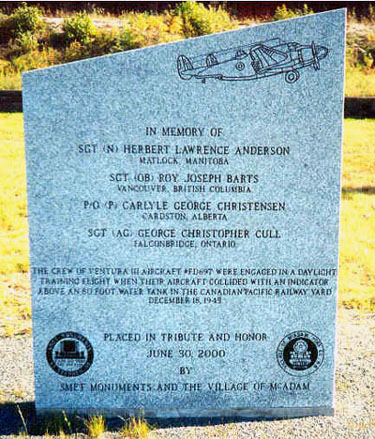 IN MEMORY OF
SGT (N) HERBERT LAWRENCE ANDERSON
MATLOCK, MANITOBA
SGT (OB) ROY JOSEPH BARTS
VANCOUVER, BRITISH COLUMBIA
P/O (P) CARLYLE GEORGE CHRISTENSEN
CARDSTON, ALBERTA
SGT (AG) GEORGE CHRISTOPHER CULL
FALCONBRIDGE, ONTARIO
THE CREW OF VENTURA III AIRCRAFT #FD697 WERE ENGAGED IN A DAYLIGHT
TRAINING FLIGHT WHEN THEIR AIRCRAFT COLLIDED WITH AN INDICATOR
ABOVE AN 80 FOOT WATER TANK IN THE CANADIAN PACIFIC RAILWAY YARD
DECEMBER 18,
PLACED IN TRIBUTE AND HONOR
JUNE 30, 2000
BY
SMET MONUMENTS AND THE VILLAGE OF McADAM